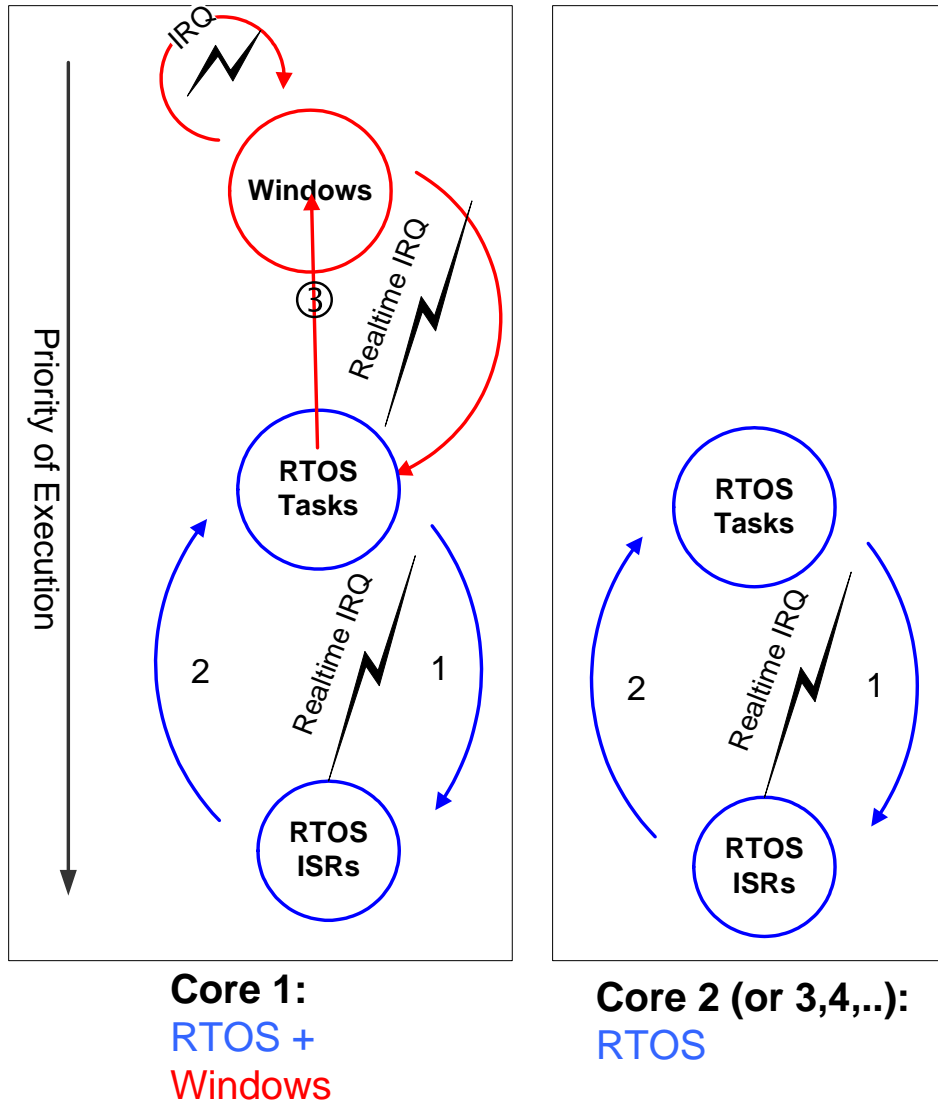 IRQ
Windows
Realtime IRQ
③
Priority of Execution
RTOS
Tasks
Realtime IRQ
2
1
RTOS
ISRs
Core 1:
RTOS +
Windows
RTOS
Tasks
Realtime IRQ
2
1
RTOS
ISRs
Core 2 (or 3,4,..):
RTOS